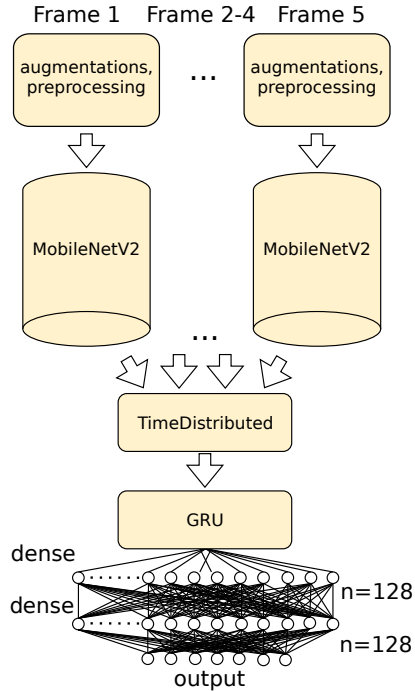 Frame 1
Frame 2-4
Frame 5
augmentations,
preprocessing
...
augmentations,
preprocessing
MobileNetV2
MobileNetV2
...
TimeDistributed
GRU
dense
n=128
dense
n=128
output